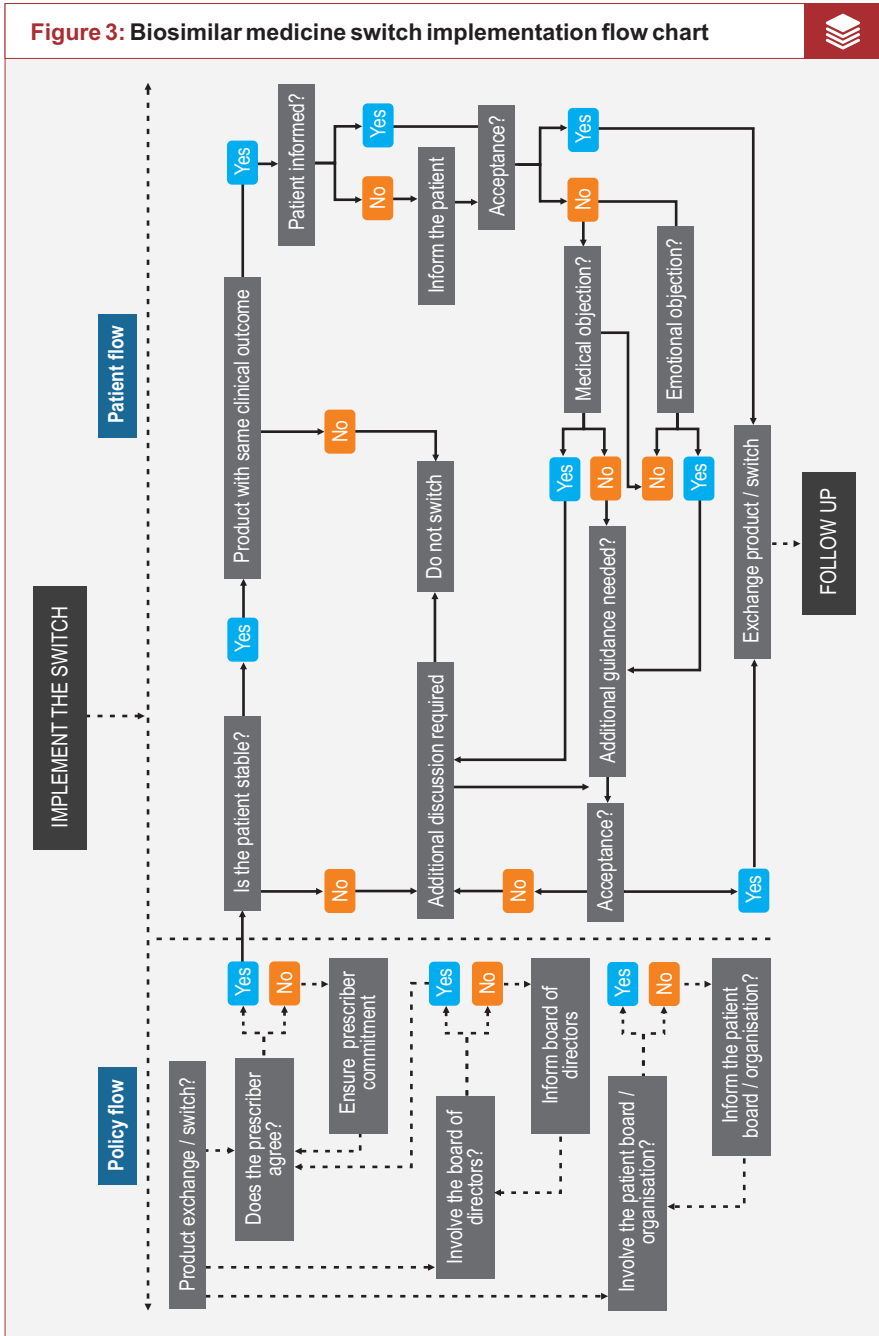 Figure 3: Biosimilar medicine switch implementation flow chart
IMPLEMENT THE SWITCH
Policy flow
Patient flow
Product exchange / switch?
Does the prescriber
agree?
Yes
No
Ensure prescriber
commitment
Involve the board of
directors?
Yes
No
Inform board of
directors
Involve the patient board /
organisation?
Yes
No
Inform the patient
board / organisation?
Is the patient stable?
Yes
No
Product with same clinical outcome
Yes
No
Patient informed?
Yes
No
Inform the patient
Acceptance?
Yes
No
Do not switch
Additional discussion required
Medical objection?
Yes
No
Emotional objection?
No
Yes
Additional guidance needed?
Acceptance?
No
Yes
Exchange product / switch
FOLLOW UP